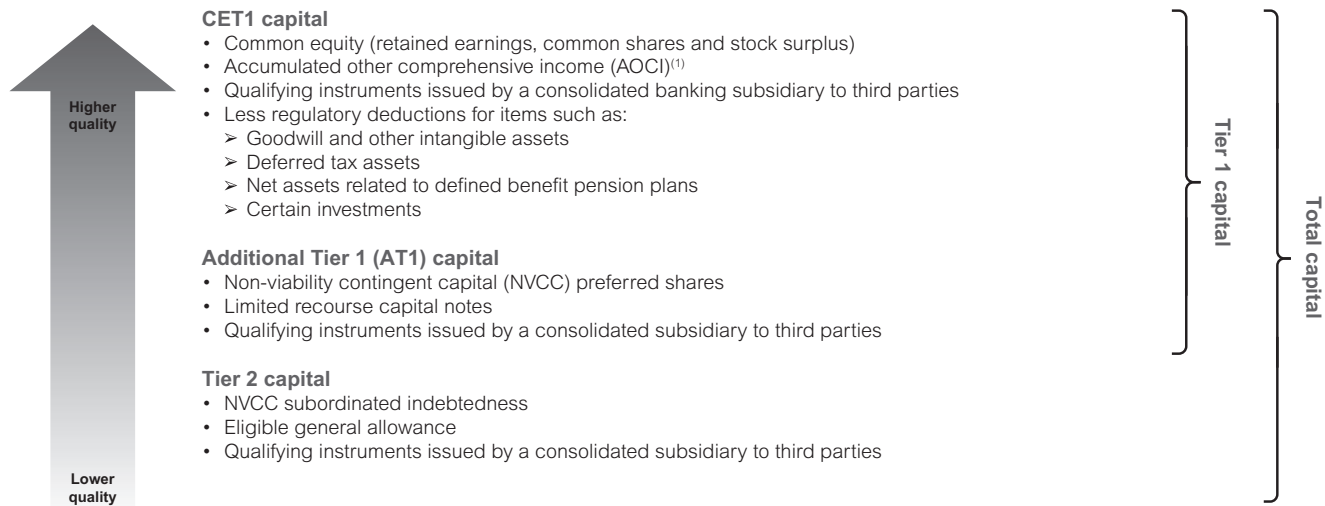 CET1 capital
• Common equity (retained earnings, common shares and stock surplus)
• Accumulated other comprehensive income (AOCI)(1)
• Qualifying instruments issued by a consolidated banking subsidiary to third parties
• Less regulatory deductions for items such as:
➢ Goodwill and other intangible assets
➢ Deferred tax assets
➢ Net assets related to defined benefit pension plans
➢ Certain investments
Additional Tier 1 (AT1) capital
• Non-viability contingent capital (NVCC) preferred shares
• Limited recourse capital notes
• Qualifying instruments issued by a consolidated subsidiary to third parties
Tier 2 capital
• NVCC subordinated indebtedness
• Eligible general allowance
• Qualifying instruments issued by a consolidated subsidiary to third parties
Higher
quality
Lower
quality
Tier 1 capital
Total capital